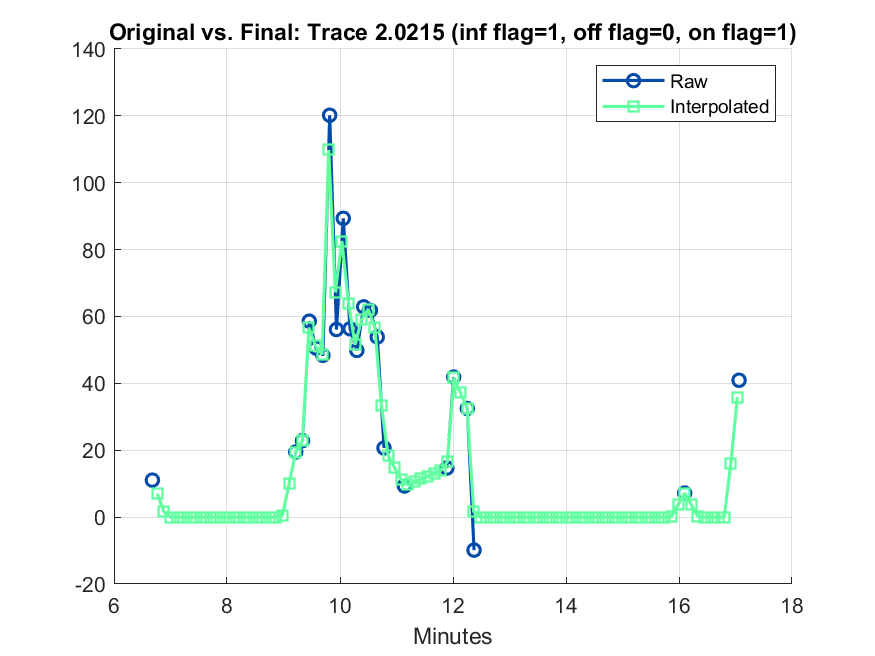 Original vs. Final: Trace 2.0215 (inf flag=1, off flag=0, on flag=1)
140
120
100
80
60
40
20
0
-20
Raw
Interpolated
6 8 10 12 14 16 18
Minutes